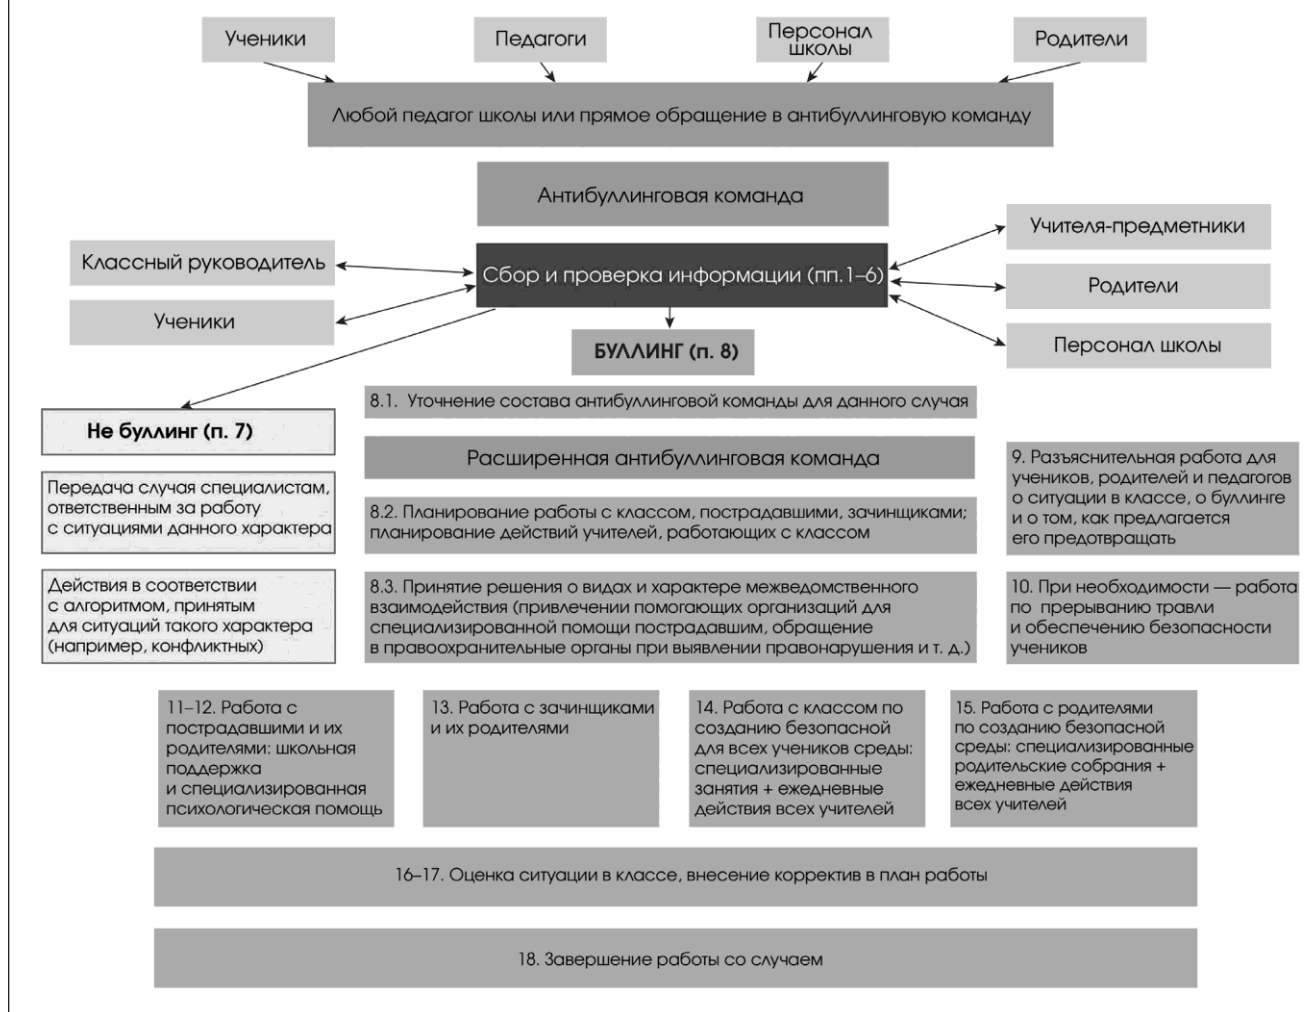 Ученики
Педагоги
Персонал
школы
Родители
Любой педагог школы или прямое обращение в антибуллинговую команду
Антибуллинговая команда
Классный руководитель
Ученики
Сбор и проверка информации (пп.1–6)
Учителя-предметники
Родители
Персонал школы
БУЛЛИНГ (п. 8)
Не буллинг (п. 7)
Передача случая специалистам,
ответственным за работу
с ситуациями данного характера
Действия в соответствии
с алгоритмом, принятым
для ситуаций такого характера
(например, конфликтных)
8.1. Уточнение состава антибуллинговой команды для данного случая
Расширенная антибуллинговая команда
8.2. Планирование работы с классом, пострадавшими, зачинщиками;
планирование действий учителей, работающих с классом
8.3. Принятие решения о видах и характере межведомственного
взаимодействия (привлечении помогающих организаций для
специализированной помощи пострадавшим, обращение
в правоохранительные органы при выявлении правонарушения и т. д.)
9. Разъяснительная работа для
учеников, родителей и педагогов
о ситуации в классе, о буллинге
и о том, как предлагается
его предотвращать
10. При необходимости — работа
по прерыванию травли
и обеспечению безопасности
учеников
11–12. Работа с
пострадавшими и их
родителями: школьная
поддержка
и специализированная
психологическая помощь
13. Работа с зачинщиками
и их родителями
14. Работа с классом по
созданию безопасной
для всех учеников среды:
специализированные
занятия + ежедневные
действия всех учителей
15. Работа с родителями
по созданию безопасной
среды: специализированные
родительские собрания +
ежедневные действия
всех учителей
16–17. Оценка ситуации в классе, внесение корректив в план работы
18. Завершение работы со случаем